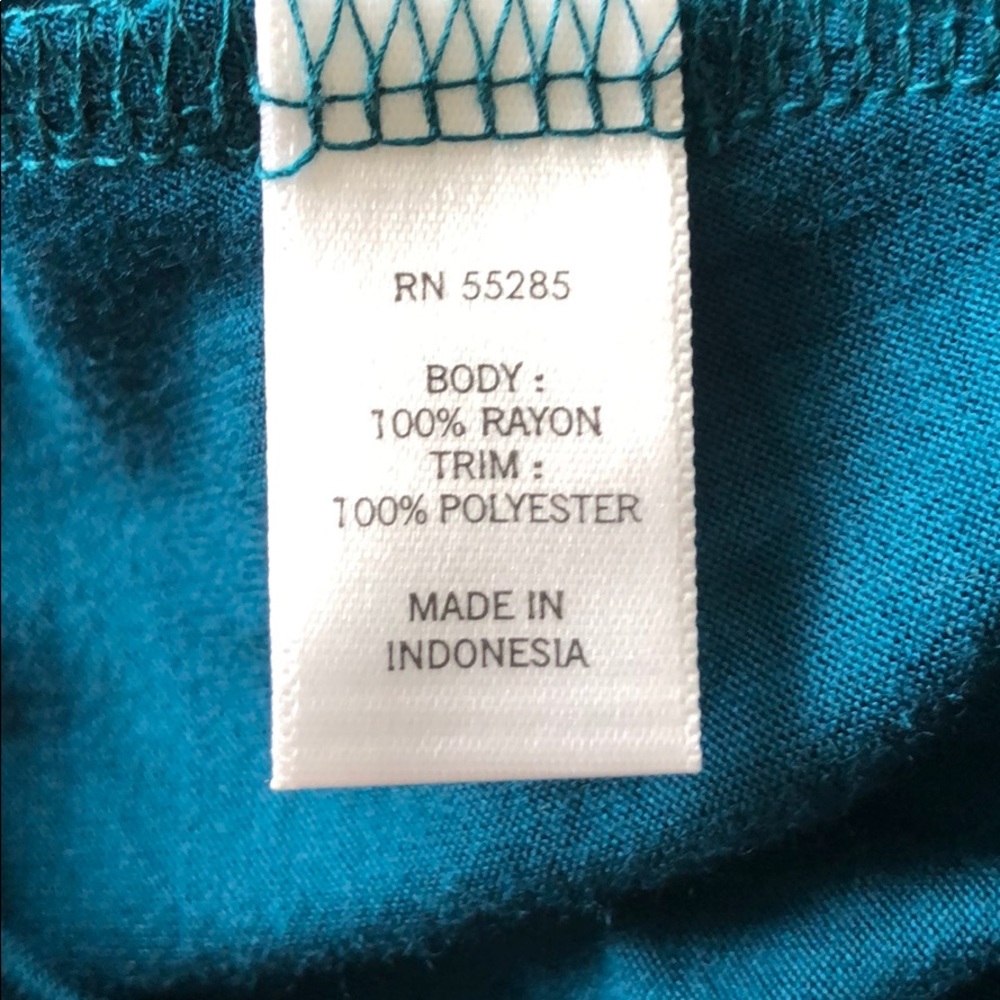 RN 55285
BODY :
100% RAYON
TRIM :
100% POLYESTER
MADE IN
INDONESIA